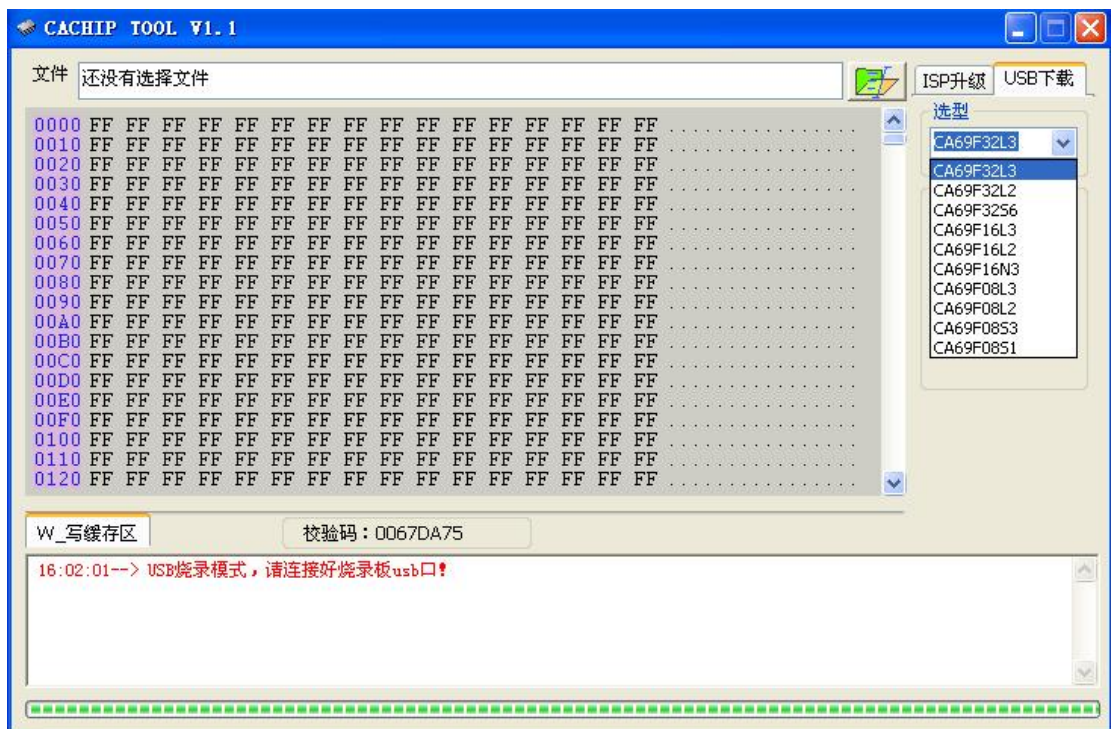 CACHIP TOOL V1.1
文件 还没有选择文件
ISP升级 USB下载
选型
CA69F32L3
CA69F32L3
CA69F32L2
CA69F32S6
CA69F16L3
CA69F16L2
CA69F16N3
CA69F08L3
CA69F08L2
CA69F08S3
CA69F08S1
0000 FF FF FF FF FF FF FF FF FF FF FF FF FF FF FF FF ................
0010 FF FF FF FF FF FF FF FF FF FF FF FF FF FF FF FF ................
0020 FF FF FF FF FF FF FF FF FF FF FF FF FF FF FF FF ................
0030 FF FF FF FF FF FF FF FF FF FF FF FF FF FF FF FF ................
0040 FF FF FF FF FF FF FF FF FF FF FF FF FF FF FF FF ................
0050 FF FF FF FF FF FF FF FF FF FF FF FF FF FF FF FF ................
0060 FF FF FF FF FF FF FF FF FF FF FF FF FF FF FF FF ................
0070 FF FF FF FF FF FF FF FF FF FF FF FF FF FF FF FF ................
0080 FF FF FF FF FF FF FF FF FF FF FF FF FF FF FF FF ................
0090 FF FF FF FF FF FF FF FF FF FF FF FF FF FF FF FF ................
00A0 FF FF FF FF FF FF FF FF FF FF FF FF FF FF FF FF ................
00B0 FF FF FF FF FF FF FF FF FF FF FF FF FF FF FF FF ................
00C0 FF FF FF FF FF FF FF FF FF FF FF FF FF FF FF FF ................
00D0 FF FF FF FF FF FF FF FF FF FF FF FF FF FF FF FF ................
00E0 FF FF FF FF FF FF FF FF FF FF FF FF FF FF FF FF ................
00F0 FF FF FF FF FF FF FF FF FF FF FF FF FF FF FF FF ................
0100 FF FF FF FF FF FF FF FF FF FF FF FF FF FF FF FF ................
0110 FF FF FF FF FF FF FF FF FF FF FF FF FF FF FF FF ................
0120 FF FF FF FF FF FF FF FF FF FF FF FF FF FF FF FF ................
W_写缓存区 校验码：0067DA75
16:02:01--> USB烧录模式，请连接好烧录板usb口！